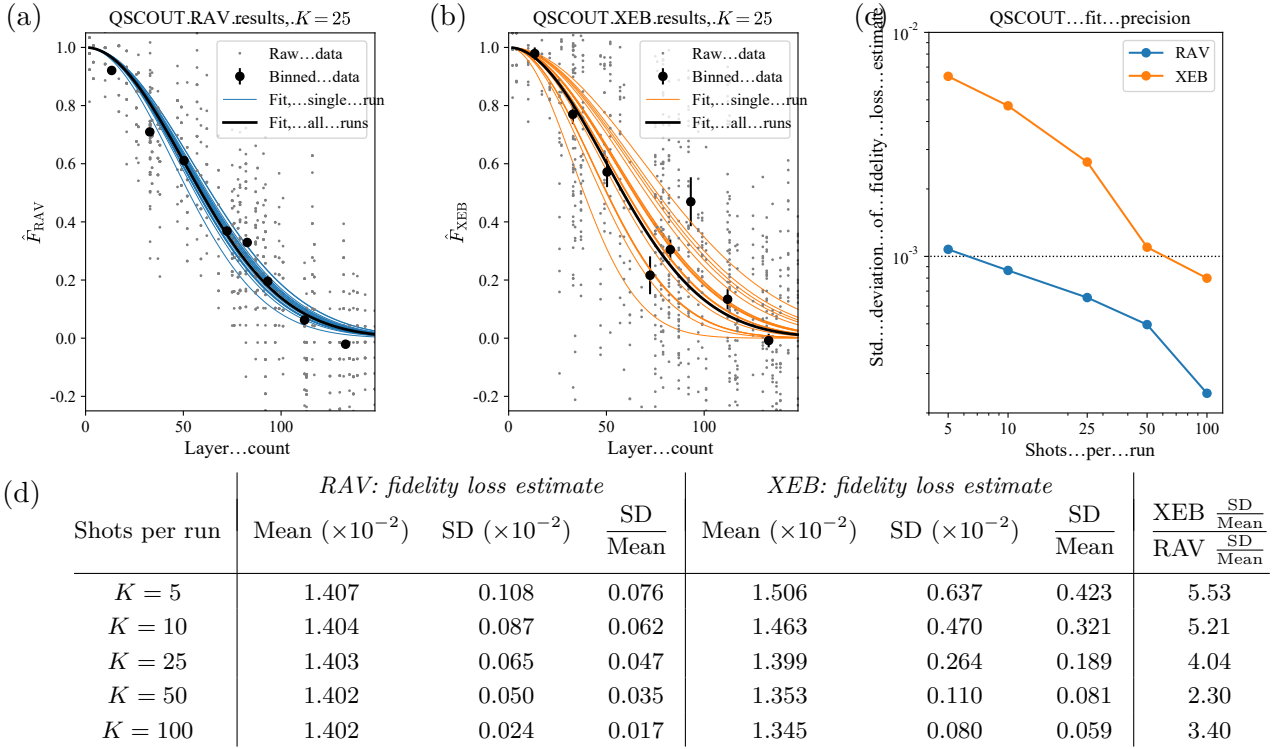 (a)
QSCOUT.RAV.results,.K = 25
1.0
0.8
0.6
0.4
0.2
0.0
-0.2
F̂RAV
0
50
100
Layer…count
Raw…data
Binned…data
Fit,…single…run
Fit,…all…runs
(b)
QSCOUT.XEB.results,.K = 25
1.0
0.8
0.6
0.4
0.2
0.0
-0.2
F̂XEB
0
50
100
Layer…count
Raw…data
Binned…data
Fit,…single…run
Fit,…all…runs
(c)
QSCOUT…fit…precision
10⁻²
10⁻³
Std.…deviation…of…fidelity…loss…estimate
RAV
XEB
5
10
25
50
100
Shots…per…run
(d)
RAV: fidelity loss estimate XEB: fidelity loss estimate
Shots per run Mean (×10⁻²) SD (×10⁻²) SD/Mean Mean (×10⁻²) SD (×10⁻²) SD/Mean XEB SD/Mean / RAV SD/Mean
K = 5 1.407 0.108 0.076 1.506 0.637 0.423 5.53
K = 10 1.404 0.087 0.062 1.463 0.470 0.321 5.21
K = 25 1.403 0.065 0.047 1.399 0.264 0.189 4.04
K = 50 1.402 0.050 0.035 1.353 0.110 0.081 2.30
K = 100 1.402 0.024 0.017 1.345 0.080 0.059 3.40